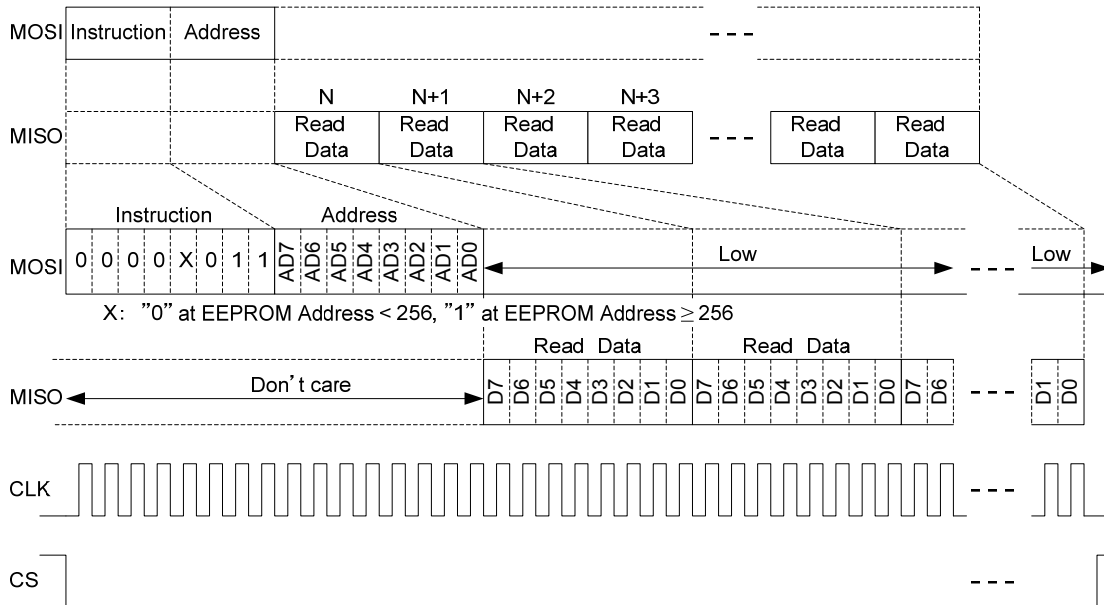 MOSI Instruction Address
N N+1 N+2 N+3
MISO Read Data Read Data Read Data Read Data Read Data Read Data
Instruction Address
MOSI 0 0 0 0 X 0 1 1 AD7 AD6 AD5 AD4 AD3 AD2 AD1 AD0 Low Low
X: "0" at EEPROM Address < 256, "1" at EEPROM Address ≥ 256
Read Data Read Data
MISO Don't care D7 D6 D5 D4 D3 D2 D1 D0 D7 D6 D5 D4 D3 D2 D1 D0 D7 D6 D1 D0
CLK
CS